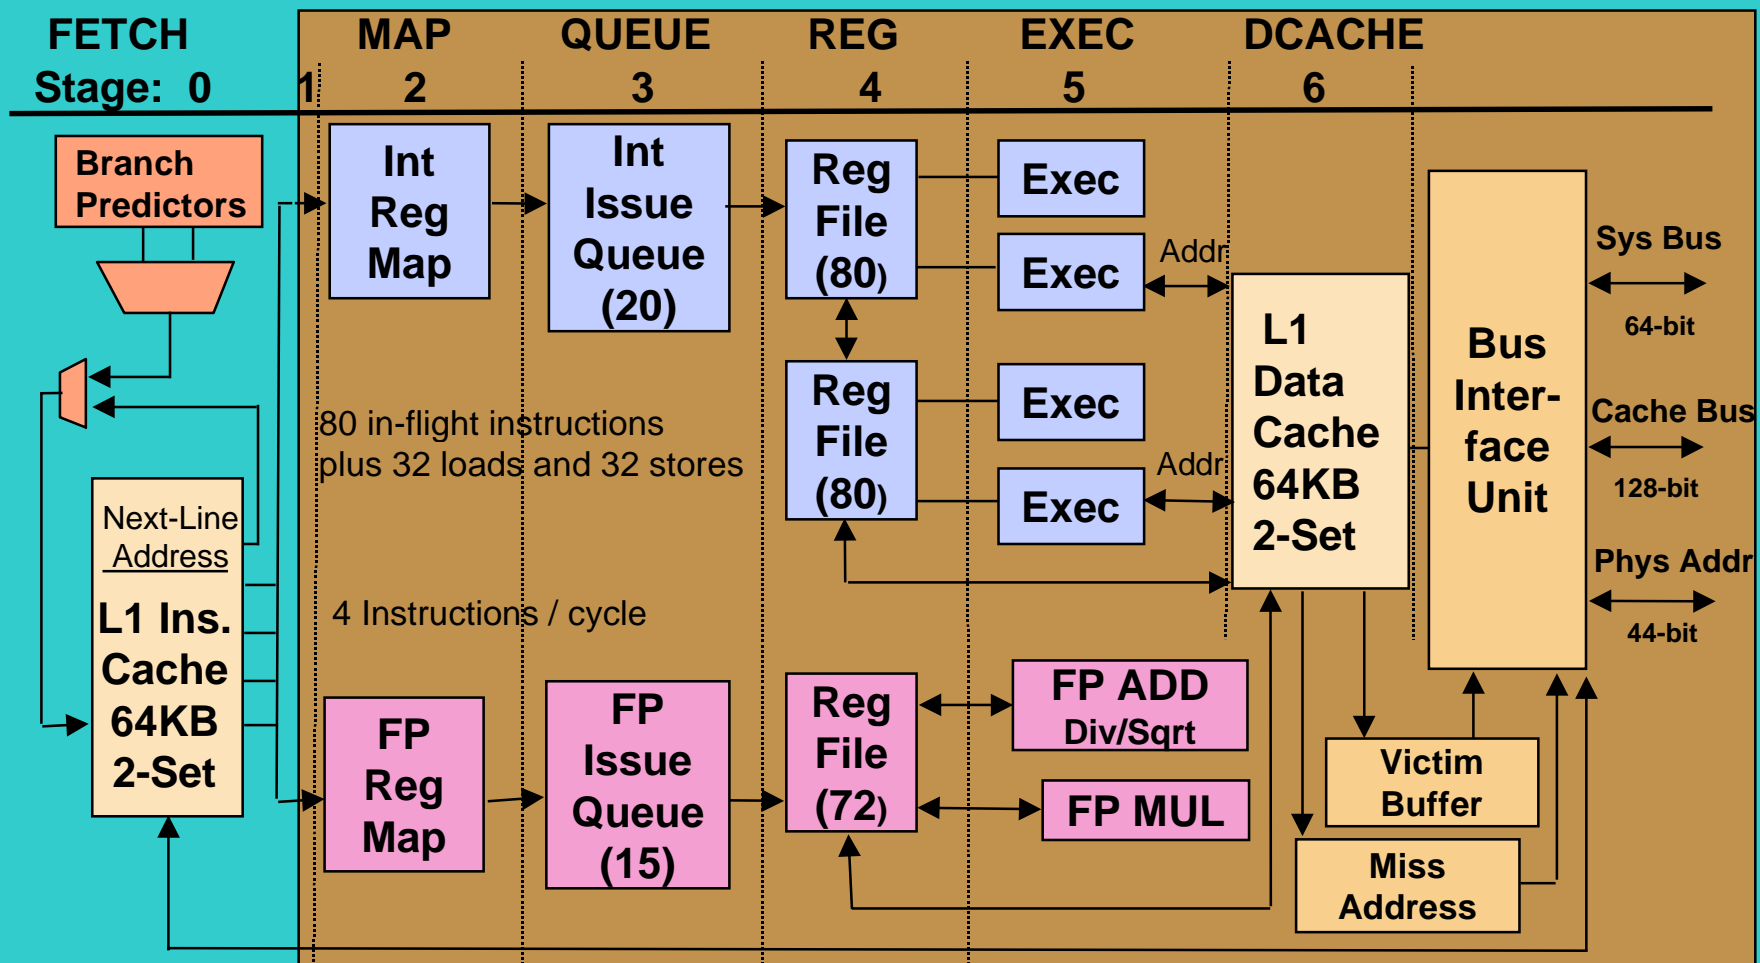 FETCH MAP QUEUE REG EXEC DCACHE
Stage: 0 1 2 3 4 5 6
Branch
Predictors
Next-Line
Address
L1 Ins.
Cache
64KB
2-Set
Int
Reg
Map
Int
Issue
Queue
(20)
Reg
File
(80)
Exec
Exec
Addr
Reg
File
(80)
Exec
Exec
Addr
80 in-flight instructions
plus 32 loads and 32 stores
4 Instructions / cycle
FP
Reg
Map
FP
Issue
Queue
(15)
Reg
File
(72)
FP ADD
Div/Sqrt
FP MUL
L1
Data
Cache
64KB
2-Set
Victim
Buffer
Miss
Address
Bus
Inter-
face
Unit
Sys Bus
64-bit
Cache Bus
128-bit
Phys Addr
44-bit